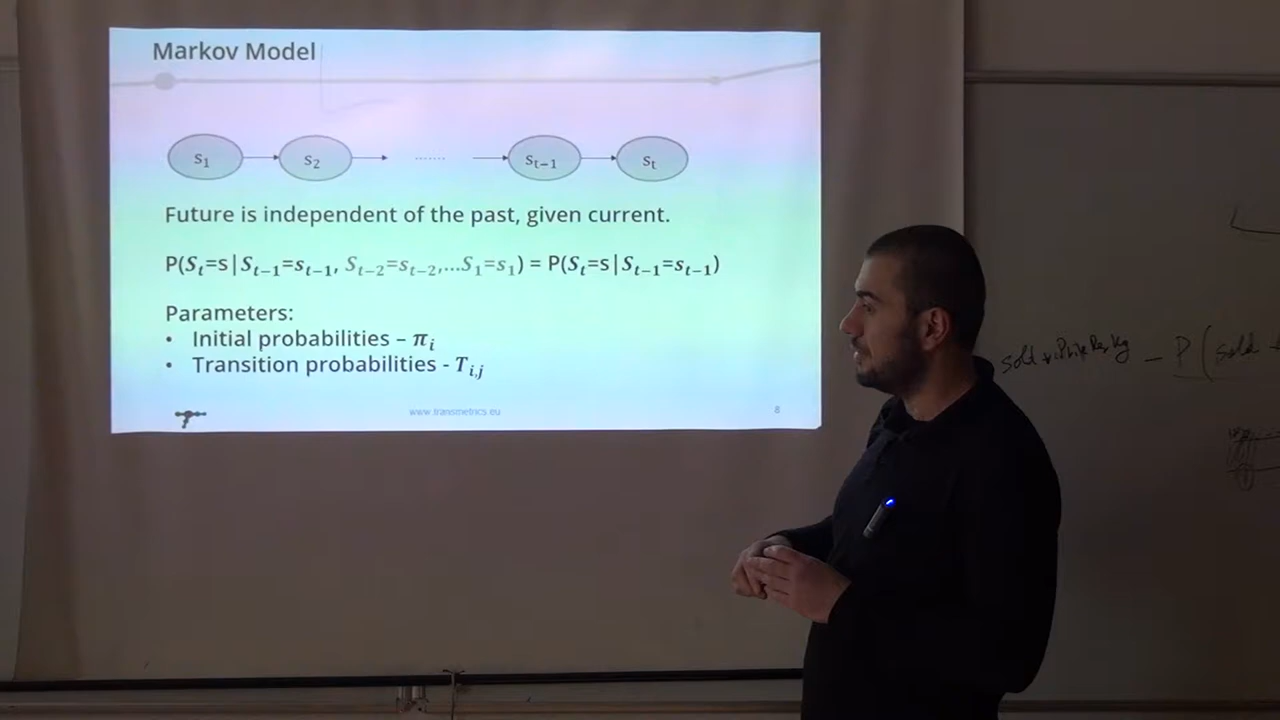 Markov Model
s1 s2 ....... st−1 st
Future is independent of the past, given current.
P(St=s|St−1=st−1, St−2=st−2,...S1=s1) = P(St=s|St−1=st−1)
Parameters:
• Initial probabilities – πi
• Transition probabilities - Ti,j
www.transmetrics.eu
8
sold
– P ( sold